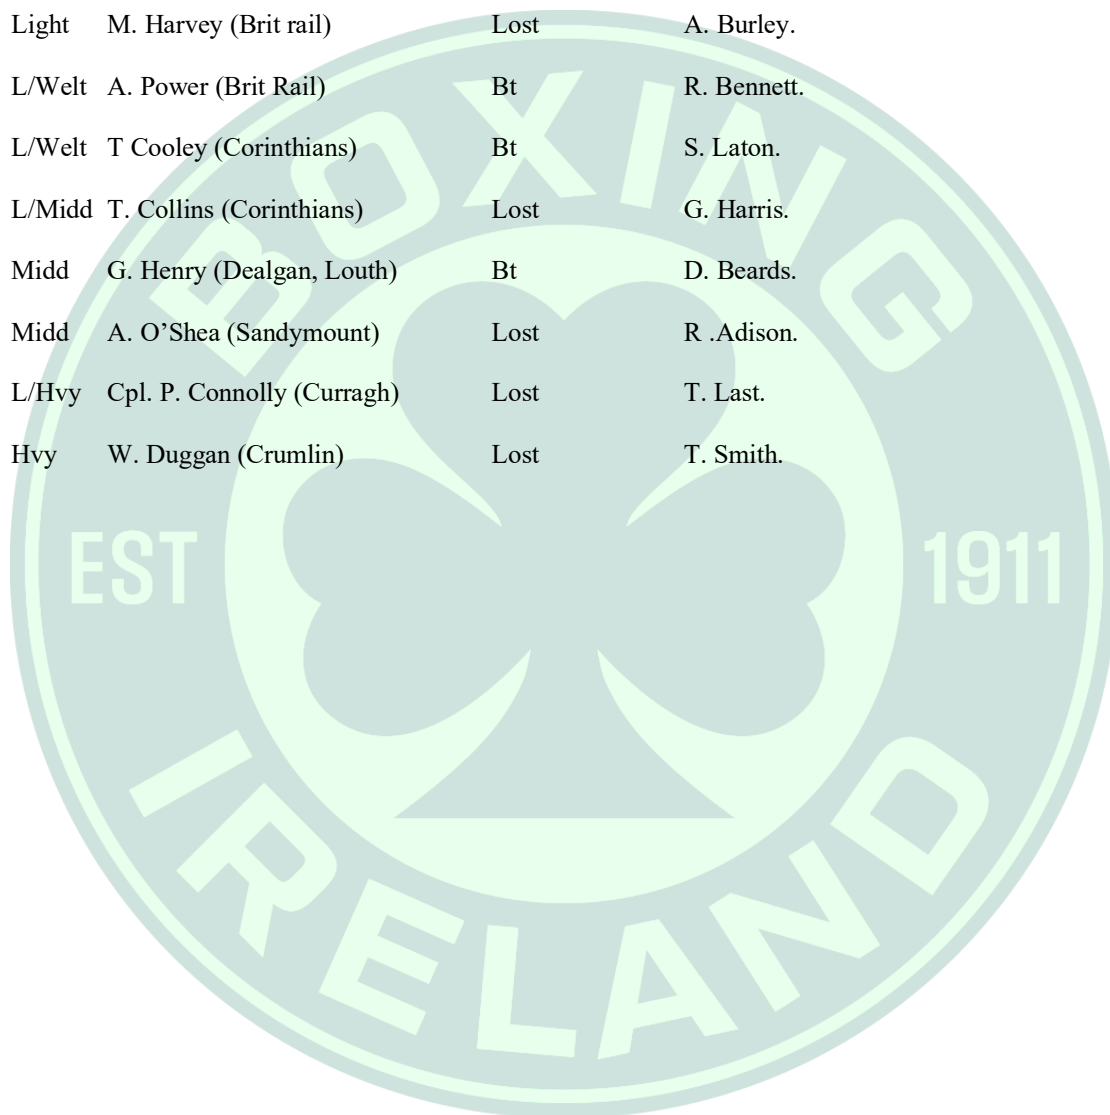 Light M. Harvey (Brit rail) Lost A. Burley.
L/Welt A. Power (Brit Rail) Bt R. Bennett.
L/Welt T Cooley (Corinthians) Bt S. Laton.
L/Midd T. Collins (Corinthians) Lost G. Harris.
Midd G. Henry (Dealgan, Louth) Bt D. Beards.
Midd A. O’Shea (Sandymount) Lost R .Adison.
L/Hvy Cpl. P. Connolly (Curragh) Lost T. Last.
Hvy W. Duggan (Crumlin) Lost T. Smith.
BOXING
EST 1911
IRELAND